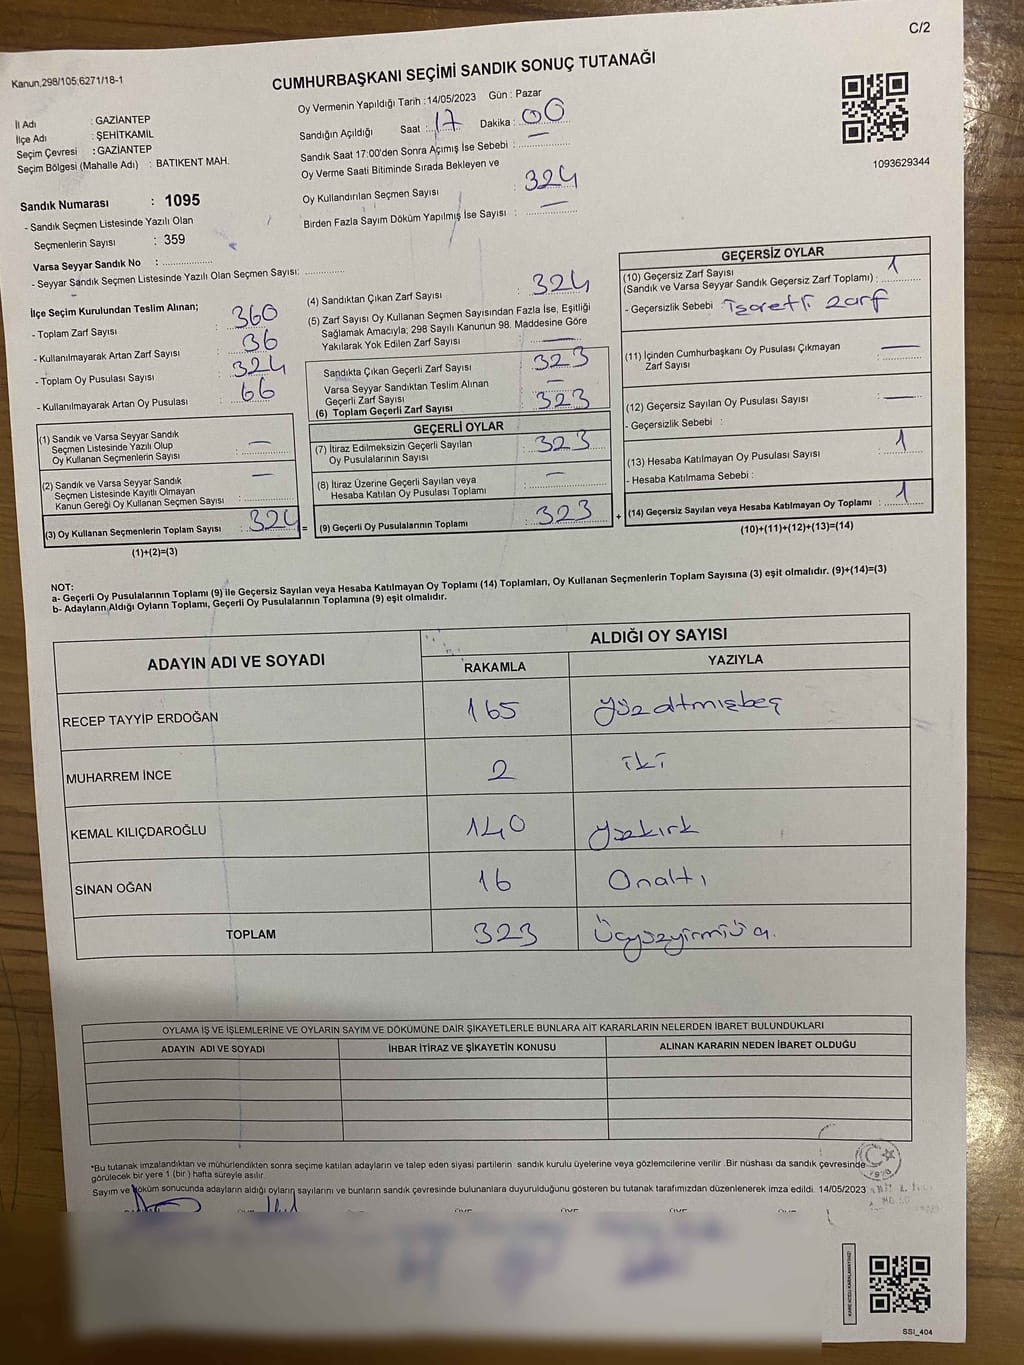 C/2
Kanun,298/105,6271/18-1
CUMHURBAŞKANI SEÇİMİ SANDIK SONUÇ TUTANAĞI
İl Adı : GAZİANTEP
İlçe Adı : ŞEHİTKAMİL
Seçim Çevresi : GAZİANTEP
Seçim Bölgesi (Mahalle Adı) : BATIKENT MAH.
Oy Vermenin Yapıldığı Tarih : 14/05/2023 Gün : Pazar
Sandığın Açıldığı Saat : 17 Dakika : 00
Sandık Saat 17:00'den Sonra Açımış İse Sebebi : —
Oy Verme Saati Bitiminde Sırada Bekleyen ve
Oy Kullandırılan Seçmen Sayısı : 324
Birden Fazla Sayım Döküm Yapılmış İse Sayısı : —
1093629344
Sandık Numarası : 1095
- Sandık Seçmen Listesinde Yazılı Olan
Seçmenlerin Sayısı : 359
Varsa Seyyar Sandık No :
- Seyyar Sandık Seçmen Listesinde Yazılı Olan Seçmen Sayısı:
İlçe Seçim Kurulundan Teslim Alınan;
- Toplam Zarf Sayısı : 360
- Kullanılmayarak Artan Zarf Sayısı : 36
- Toplam Oy Pusulası Sayısı : 324
- Kullanılmayarak Artan Oy Pusulası : 66
(1) Sandık ve Varsa Seyyar Sandık
Seçmen Listesinde Yazılı Olup
Oy Kullanan Seçmenlerin Sayısı : —
(2) Sandık ve Varsa Seyyar Sandık
Seçmen Listesinde Kayıtlı Olmayan
Kanun Gereği Oy Kullanan Seçmen Sayısı : —
(3) Oy Kullanan Seçmenlerin Toplam Sayısı : 324 =
(1)+(2)=(3)
(4) Sandıktan Çıkan Zarf Sayısı : 324
(5) Zarf Sayısı Oy Kullanan Seçmen Sayısından Fazla İse, Eşitliği
Sağlamak Amacıyla; 298 Sayılı Kanunun 98. Maddesine Göre
Yakılarak Yok Edilen Zarf Sayısı : —
Sandıkta Çıkan Geçerli Zarf Sayısı : 323
Varsa Seyyar Sandıktan Teslim Alınan
Geçerli Zarf Sayısı : —
(6) Toplam Geçerli Zarf Sayısı : 323
GEÇERLİ OYLAR
(7) İtiraz Edilmeksizin Geçerli Sayılan
Oy Pusulalarının Sayısı : 323
(8) İtiraz Üzerine Geçerli Sayılan veya
Hesaba Katılan Oy Pusulası Toplamı : —
(9) Geçerli Oy Pusulalarının Toplamı : 323 +
GEÇERSİZ OYLAR
(10) Geçersiz Zarf Sayısı
(Sandık ve Varsa Seyyar Sandık Geçersiz Zarf Toplamı) : 1
- Geçersizlik Sebebi : İşaretli zarf
(11) İçinden Cumhurbaşkanı Oy Pusulası Çıkmayan
Zarf Sayısı : —
(12) Geçersiz Sayılan Oy Pusulası Sayısı : —
- Geçersizlik Sebebi :
(13) Hesaba Katılmayan Oy Pusulası Sayısı : 1
- Hesaba Katılmama Sebebi :
(14) Geçersiz Sayılan veya Hesaba Katılmayan Oy Toplamı : 1
(10)+(11)+(12)+(13)=(14)
NOT:
a- Geçerli Oy Pusulalarının Toplamı (9) ile Geçersiz Sayılan veya Hesaba Katılmayan Oy Toplamı (14) Toplamları, Oy Kullanan Seçmenlerin Toplam Sayısına (3) eşit olmalıdır. (9)+(14)=(3)
b- Adayların Aldığı Oyların Toplamı, Geçerli Oy Pusulalarının Toplamına (9) eşit olmalıdır.
ADAYIN ADI VE SOYADI ALDIĞI OY SAYISI
RAKAMLA YAZIYLA
RECEP TAYYİP ERDOĞAN 165 yüzaltmışbeş
MUHARREM İNCE 2 iki
KEMAL KILIÇDAROĞLU 140 yüzkırk
SİNAN OĞAN 16 Onaltı
TOPLAM 323 Üçyüzyirmiüç.
OYLAMA İŞ VE İŞLEMLERİNE VE OYLARIN SAYIM VE DÖKÜMÜNE DAİR ŞİKAYETLERLE BUNLARA AİT KARARLARIN NELERDEN İBARET BULUNDUKLARI
ADAYIN ADI VE SOYADI İHBAR İTİRAZ VE ŞİKAYETİN KONUSU ALINAN KARARIN NEDEN İBARET OLDUĞU
*Bu tutanak imzalandıktan ve mühürlendikten sonra seçime katılan adayların ve talep eden siyasi partilerin sandık kurulu üyelerine veya gözlemcilerine verilir .Bir nüshası da sandık çevresinde
görülecek bir yere 1 (bir ) hafta süreyle asılır.
Sayım ve döküm sonucunda adayların aldığı oyların sayılarını ve bunların sandık çevresinde bulunanlara duyurulduğunu gösteren bu tutanak tarafımızdan düzenlenerek imza edildi. 14/05/2023
SSI_404